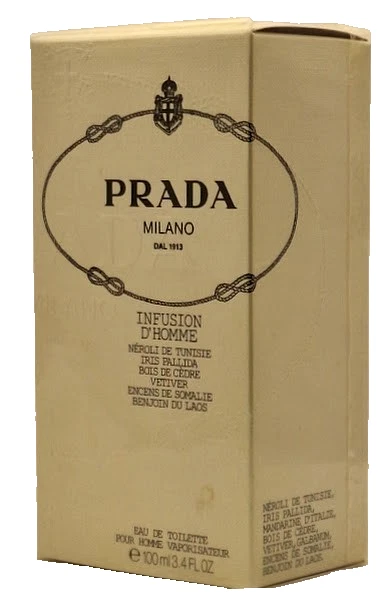 PRADA
MILANO
DAL 1913
INFUSION
D'HOMME
NÉROLI DE TUNISIE
IRIS PALLIDA
BOIS DE CÈDRE
VETIVER
ENCENS DE SOMALIE
BENJOIN DU LAOS
EAU DE TOILETTE
POUR HOMME VAPORISATEUR
℮ 100 ml 3.4 FL.OZ
NÉROLI DE TUNISIE,
IRIS PALLIDA,
MANDARINE D'ITALIE,
BOIS DE CÈDRE,
VETIVER, GALBANUM,
ENCENS DE SOMALIE,
BENJOIN DU LAOS